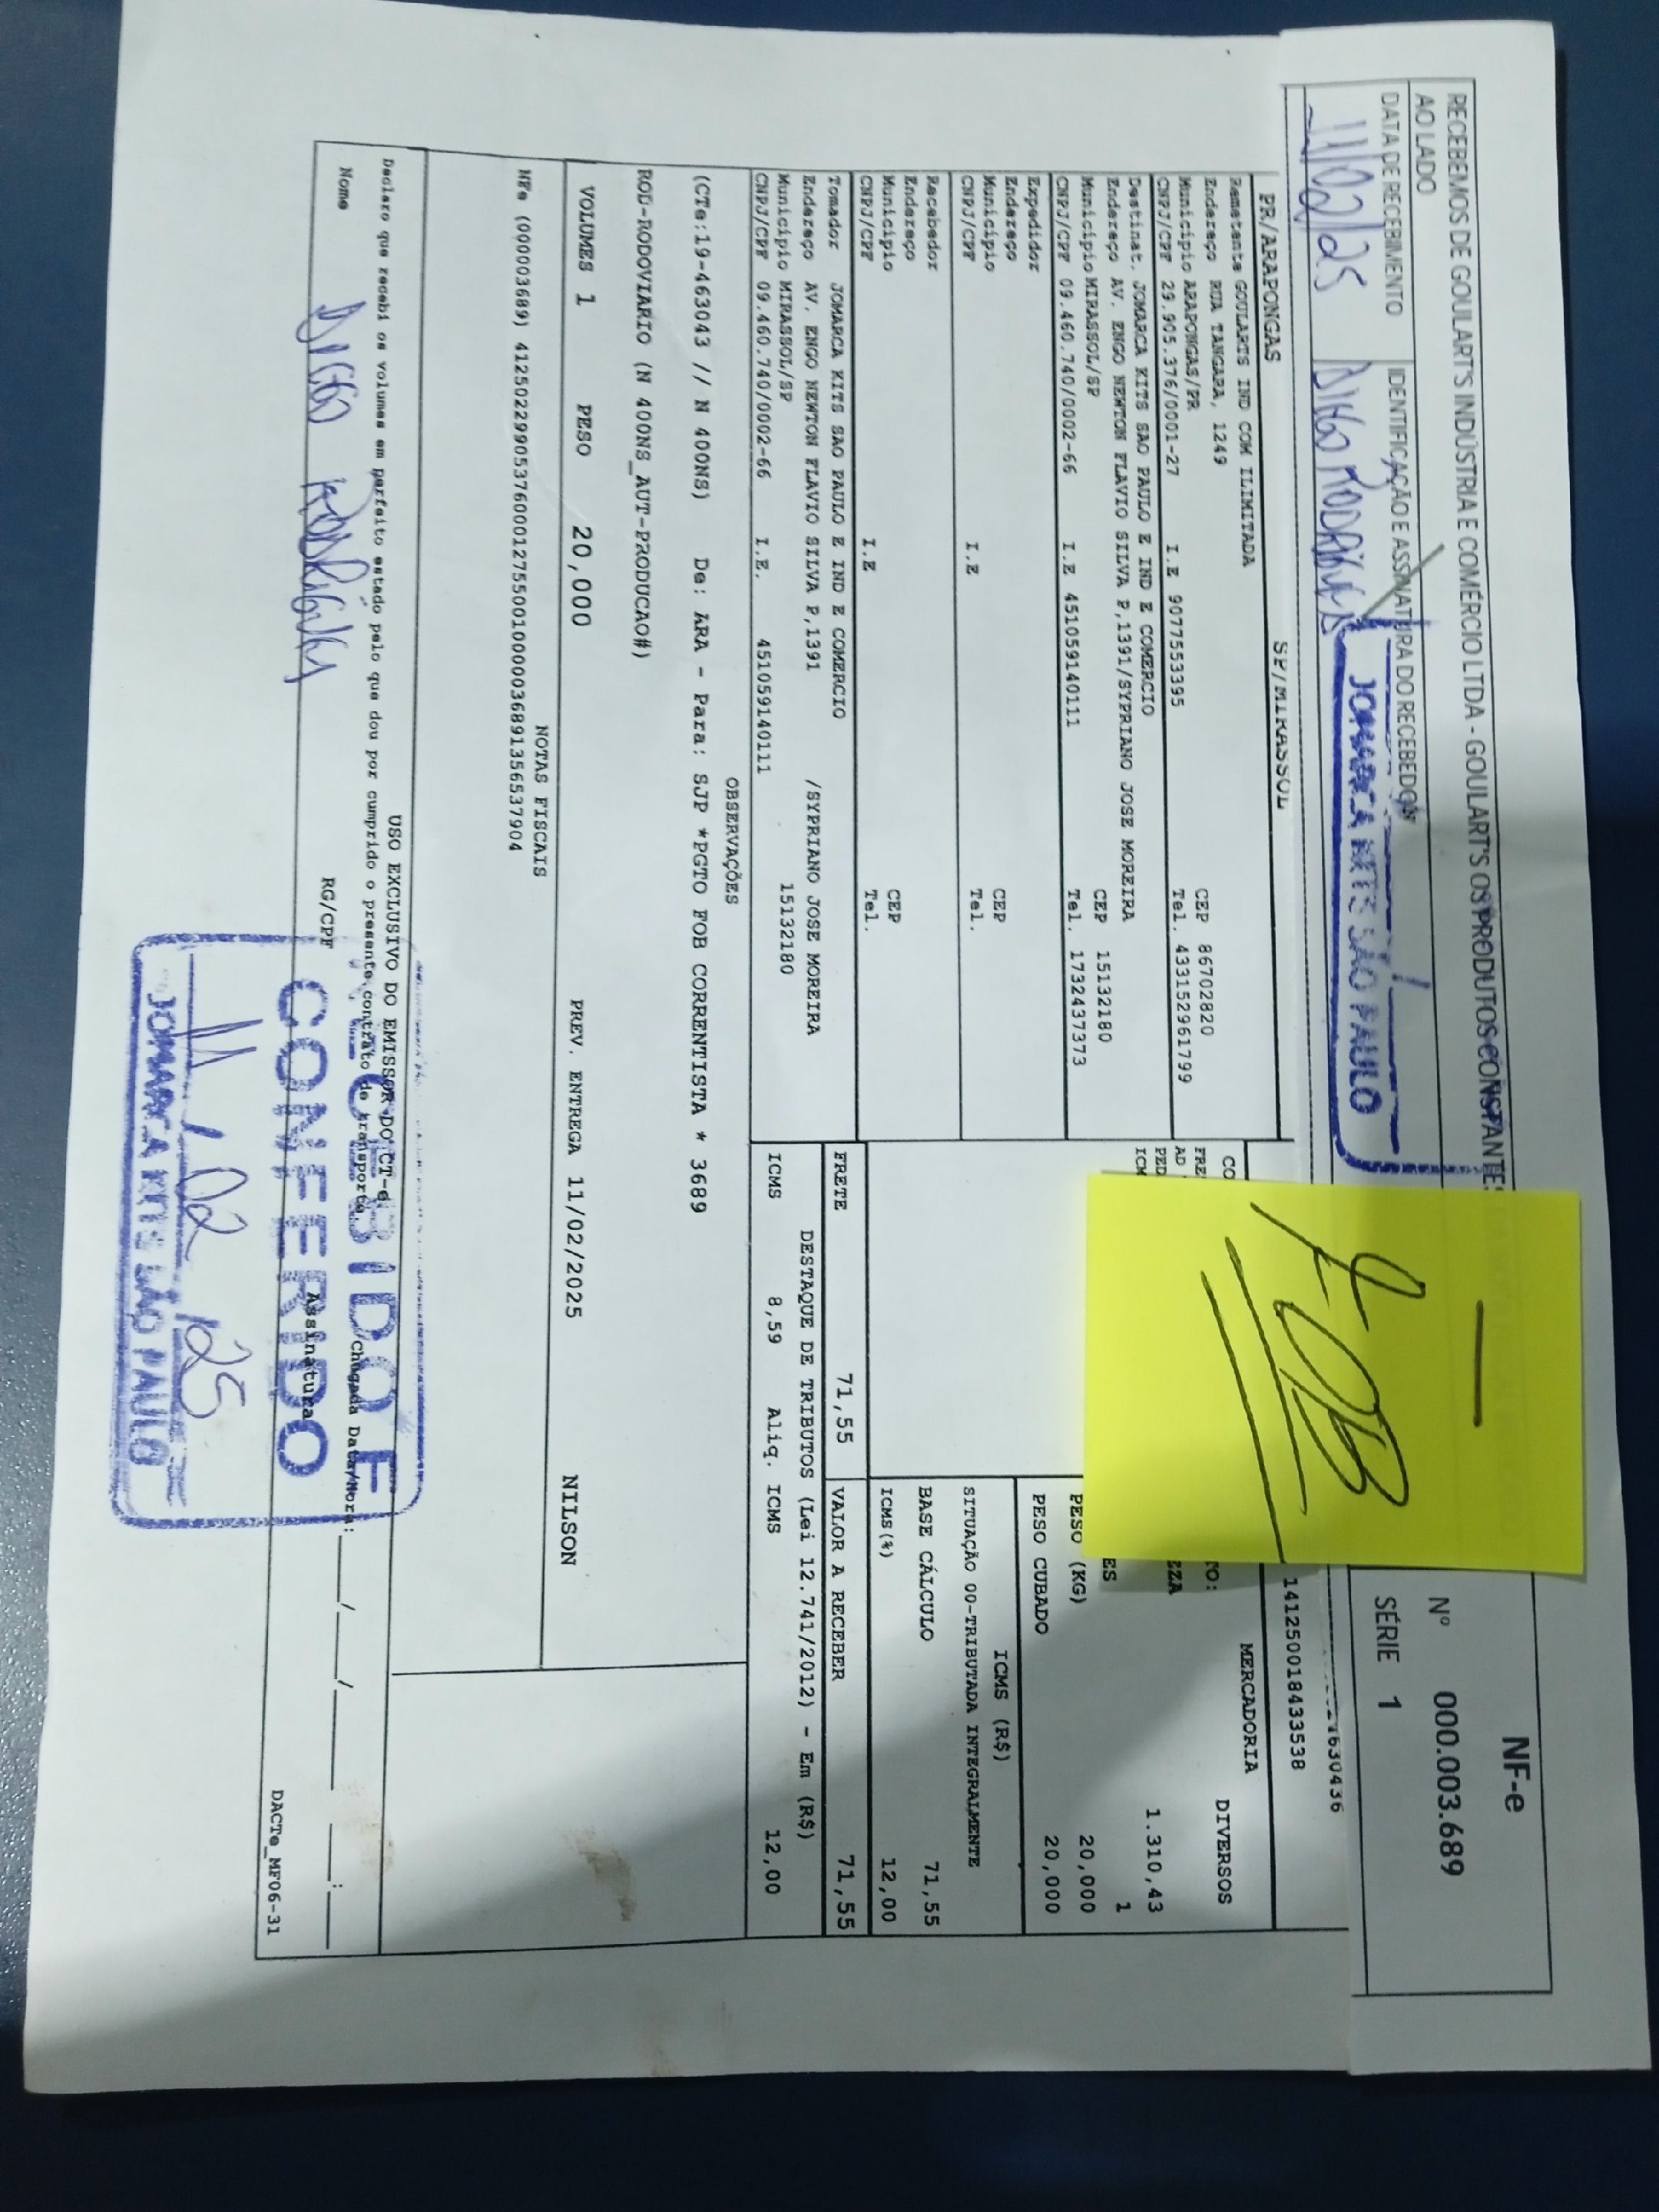 RECEBEMOS DE GOULART'S INDÚSTRIA E COMÉRCIO LTDA - GOULART'S OS PRODUTOS CONSTANTES
AO LADO
DATA DE RECEBIMENTO
IDENTIFICAÇÃO E ASSINATURA DO RECEBEDOR
11/02/25
DIEGO RODRIGUES
JOMARCA KITS SÃO PAULO
NF-e
Nº 000.003.689
SÉRIE 1
FOB
1630436
PR/ARAPONGAS
SP/MIRASSOL
141250018433538
Remetente GOULARTS IND COM ILIMITADA
Endereço RUA TANGARA, 1249
Município ARAPONGAS/PR CEP 86702820
CNPJ/CPF 29.905.376/0001-27 I.E 9077553395 Tel. 433152961799
Destinat. JOMARCA KITS SAO PAULO E IND E COMERCIO
Endereço AV. ENGO NEWTON FLAVIO SILVA P,1391/SYPRIANO JOSE MOREIRA
Município MIRASSOL/SP CEP 15132180
CNPJ/CPF 09.460.740/0002-66 I.E 451059140111 Tel. 1732437373
Expedidor
Endereço
Município CEP
CNPJ/CPF I.E Tel.
Recebedor
Endereço
Município CEP
CNPJ/CPF I.E Tel.
Tomador JOMARCA KITS SAO PAULO E IND E COMERCIO
Endereço AV. ENGO NEWTON FLAVIO SILVA P,1391 /SYPRIANO JOSE MOREIRA
Município MIRASSOL/SP 15132180
CNPJ/CPF 09.460.740/0002-66 I.E. 451059140111
MERCADORIA
DIVERSOS
1.310,43
1
PESO (KG) 20,000
PESO CUBADO 20,000
ICMS (R$)
SITUAÇÃO 00-TRIBUTADA INTEGRALMENTE
BASE CÁLCULO 71,55
ICMS(%) 12,00
FRETE 71,55 VALOR A RECEBER 71,55
DESTAQUE DE TRIBUTOS (Lei 12.741/2012) - Em (R$)
ICMS 8,59 Aliq. ICMS 12,00
OBSERVAÇÕES
(CTe:19-463043 // N 400NS) De: ARA - Para: SJP *PGTO FOB CORRENTISTA * 3689
ROD-RODOVIARIO (N 400NS_AUT-PRODUCAO#)
VOLUMES 1 PESO 20,000 PREV. ENTREGA 11/02/2025 NILSON
NOTAS FISCAIS
NFe (000003689) 41250229905376000127550010000036891356537904
USO EXCLUSIVO DO EMISSOR DO CT-e
Declaro que recebi os volumes em perfeito estado pelo que dou por cumprido o presente contrato de transporte.
Chegada Data/Hora: ___/___/_____ ___:___
Nome DIEGO RODRIGUES RG/CPF Assinatura
RECEBIDO E
CONFERIDO
11/02/25
JOMARCA KITS SÃO PAULO
DACTe_MF06-31